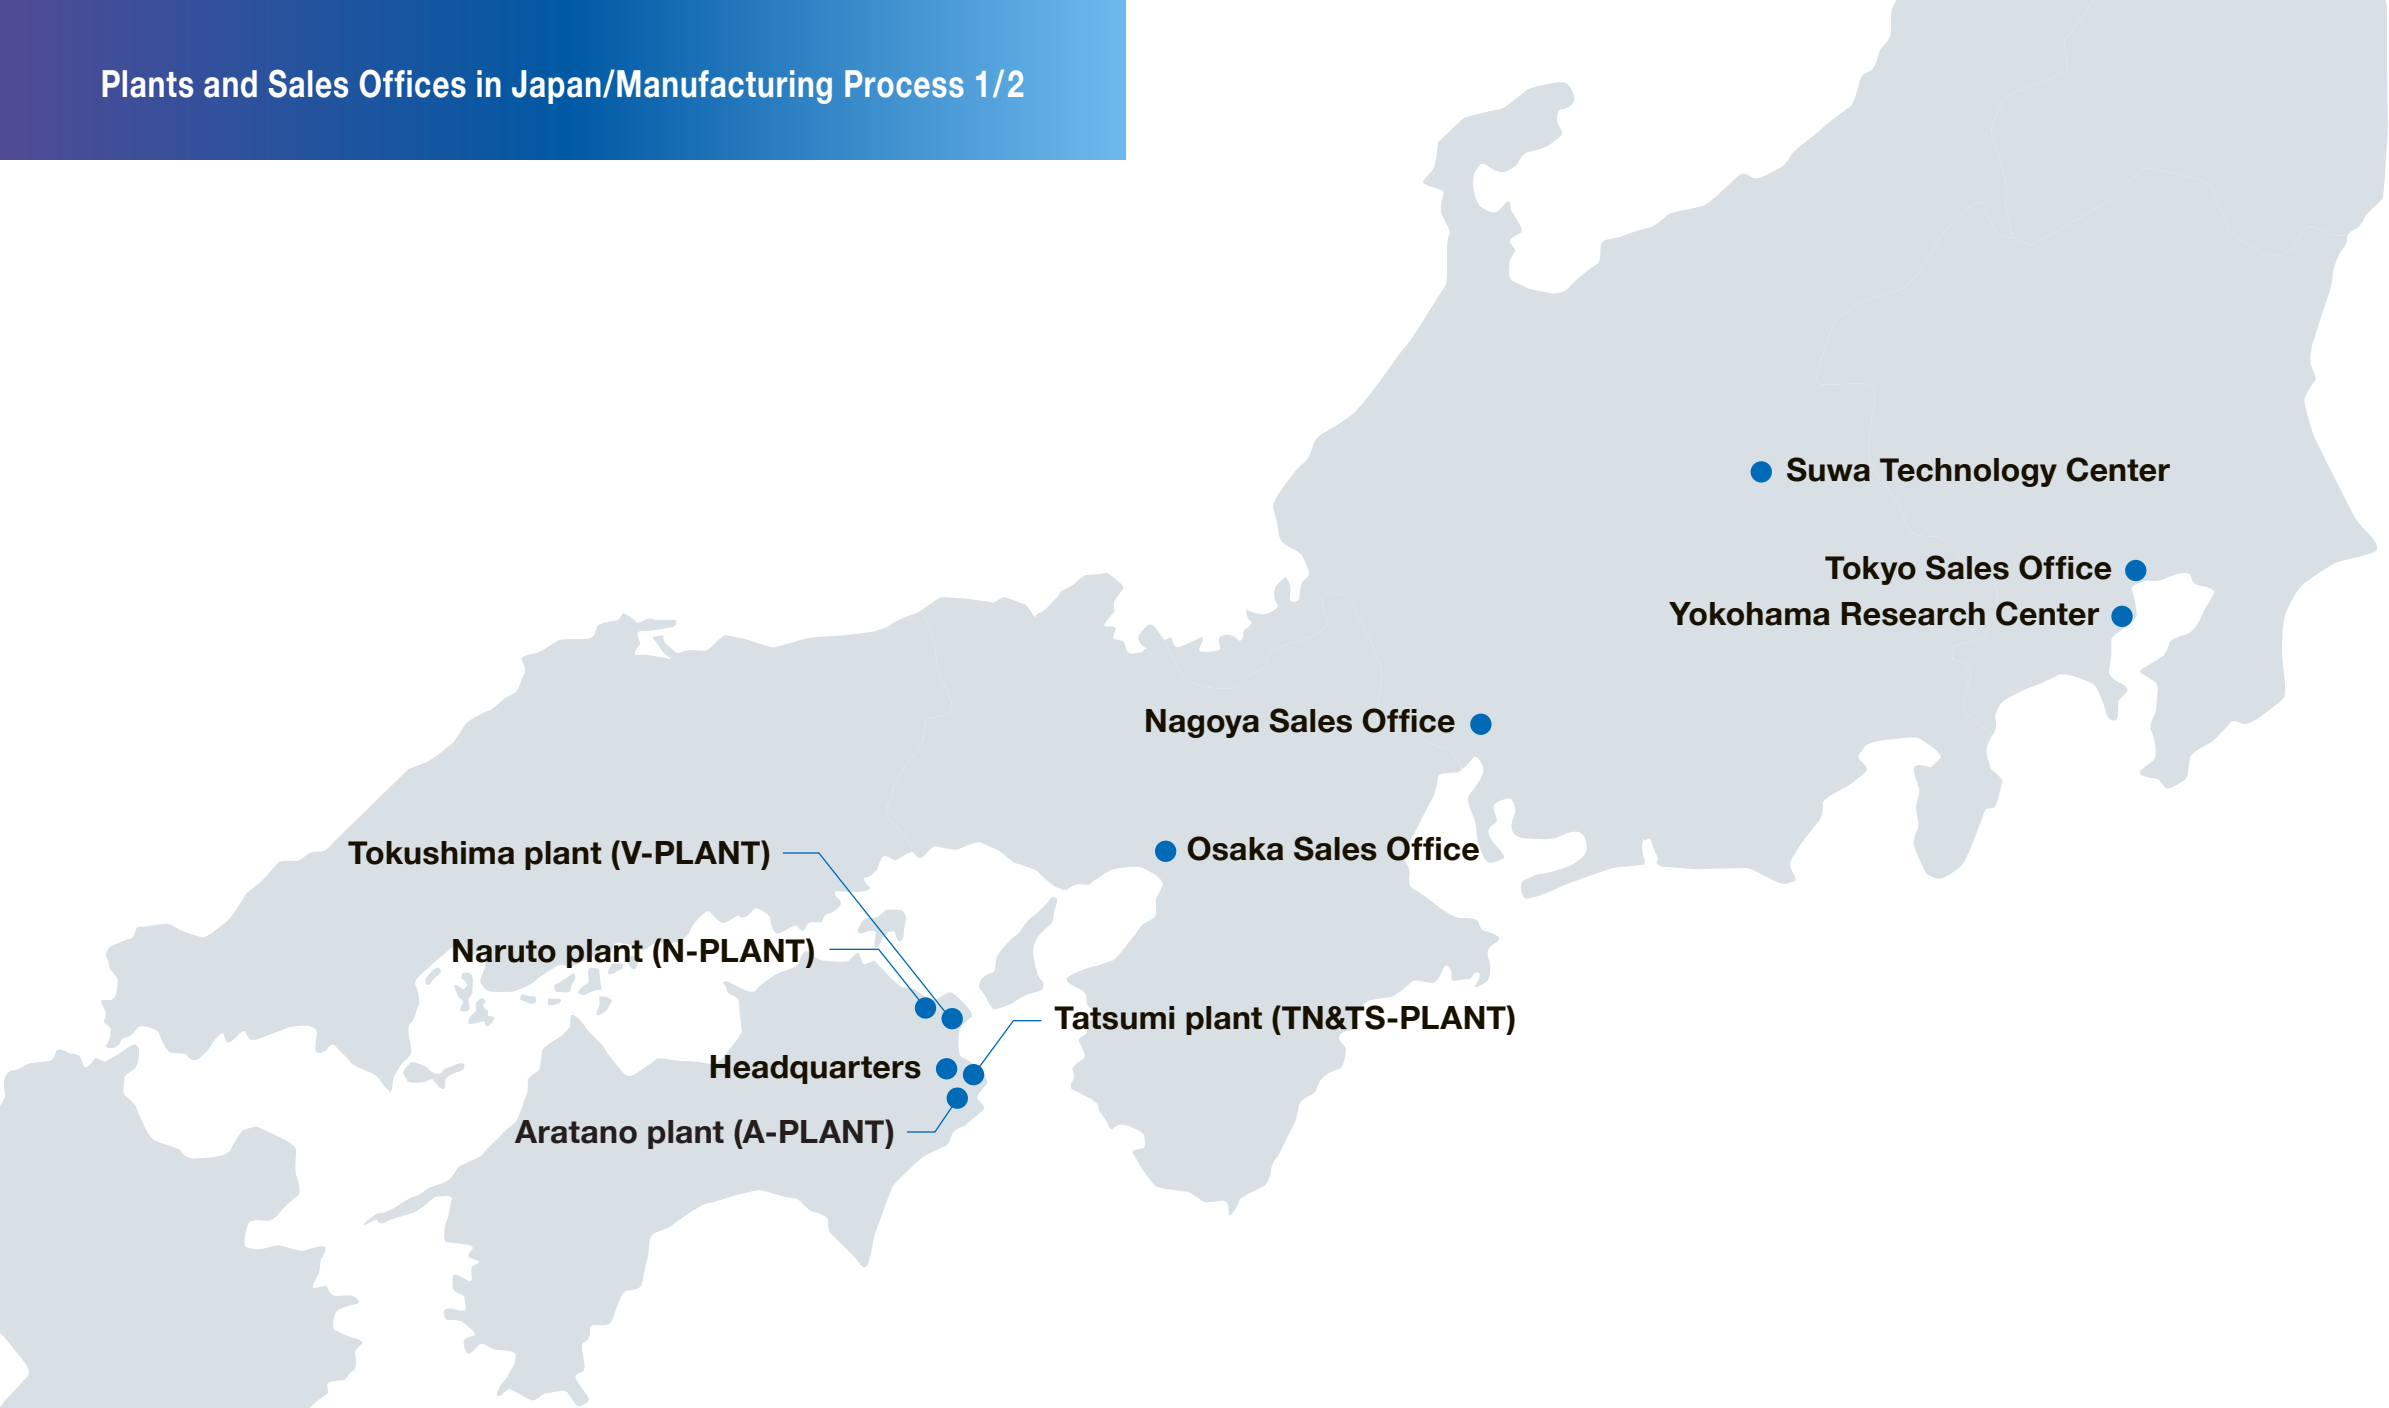 Plants and Sales Offices in Japan/Manufacturing Process 1/2
Suwa Technology Center
Tokyo Sales Office
Yokohama Research Center
Nagoya Sales Office
Osaka Sales Office
Tokushima plant (V-PLANT)
Naruto plant (N-PLANT)
Tatsumi plant (TN&TS-PLANT)
Headquarters
Aratano plant (A-PLANT)